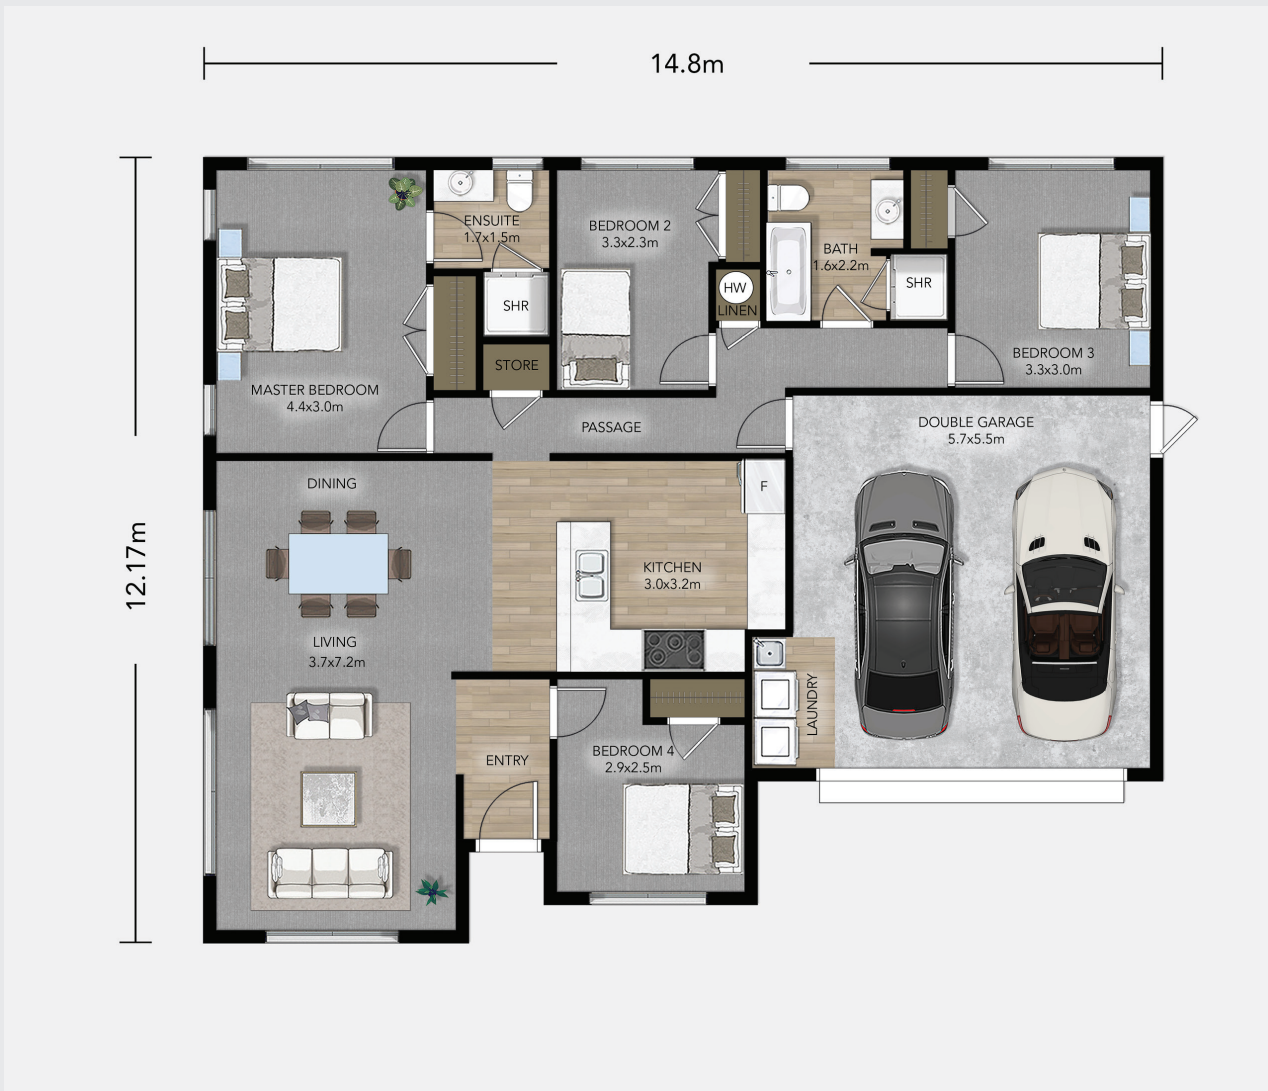 14.8m
12.17m
ENSUITE
1.7x1.5m
BEDROOM 2
3.3x2.3m
BATH
1.6x2.2m
HW
LINEN
SHR
SHR
STORE
MASTER BEDROOM
4.4x3.0m
BEDROOM 3
3.3x3.0m
PASSAGE
DOUBLE GARAGE
5.7x5.5m
DINING
F
KITCHEN
3.0x3.2m
LIVING
3.7x7.2m
LAUNDRY
ENTRY
BEDROOM 4
2.9x2.5m